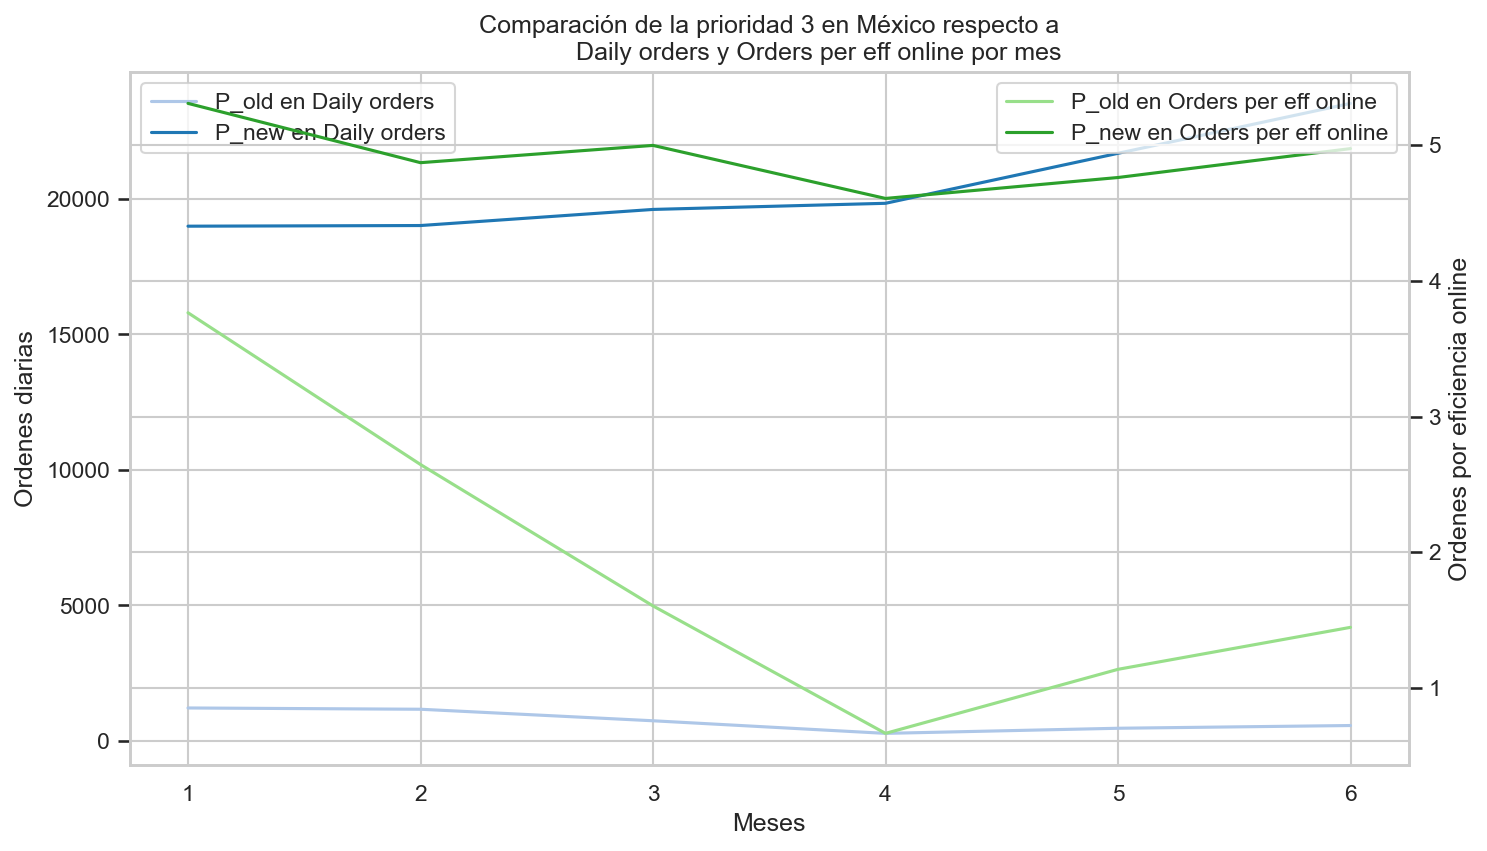 Comparación de la prioridad 3 en México respecto a
Daily orders y Orders per eff online por mes
P_old en Daily orders
P_new en Daily orders
P_old en Orders per eff online
P_new en Orders per eff online
Ordenes diarias
20000
15000
10000
5000
0
5
4
3
2
1
Ordenes por eficiencia online
1
2
3
4
5
6
Meses